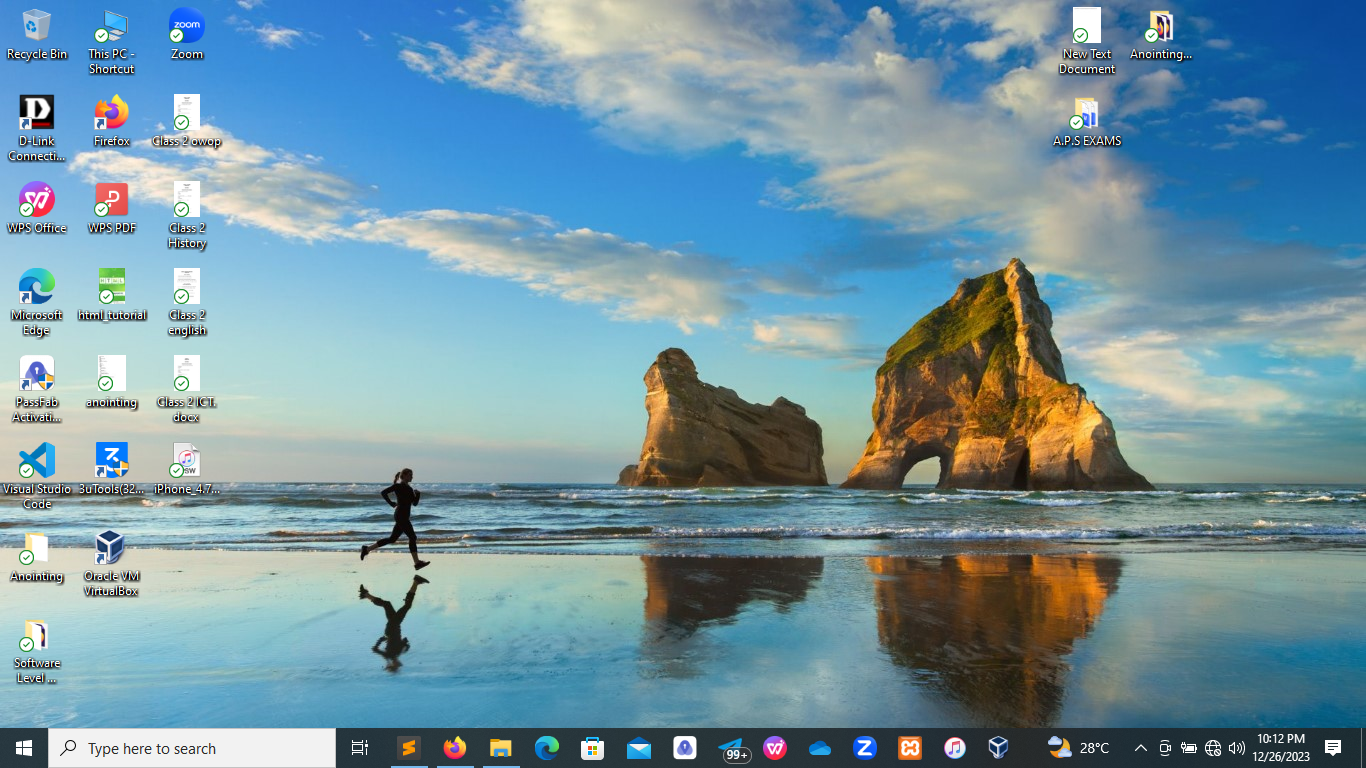 Recycle Bin
This PC -
Shortcut
zoom
Zoom
New Text
Document
Anointing...
D-Link
Connecti...
Firefox
Class 2 owop
A.P.S EXAMS
WPS Office
WPS PDF
Class 2
History
Microsoft
Edge
HTML
html_tutorial
Class 2
english
PassFab
Activati...
anointing
Class 2 ICT.
docx
Visual Studio
Code
3uTools(32...
iPhone_4.7...
Anointing
Oracle VM
VirtualBox
Software
Level ...
Type here to search
99+
28°C
10:12 PM
12/26/2023